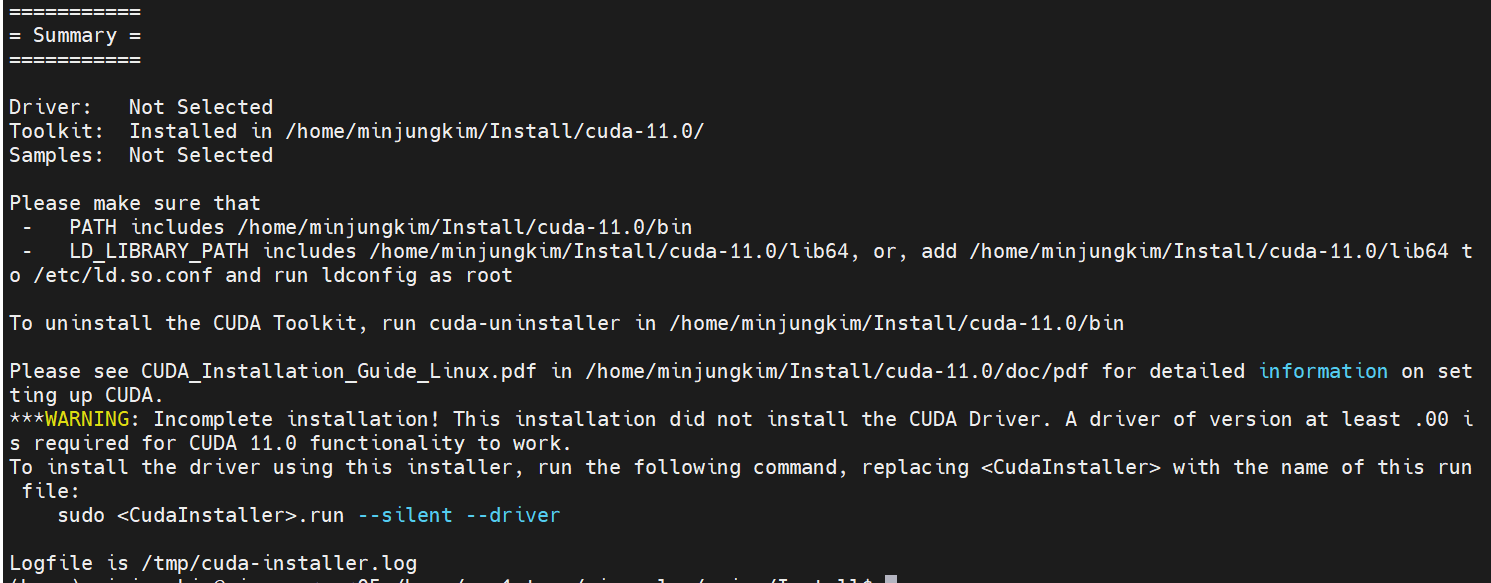 ===========
= Summary =
===========
Driver:   Not Selected
Toolkit:  Installed in /home/minjungkim/Install/cuda-11.0/
Samples:  Not Selected
Please make sure that
 -   PATH includes /home/minjungkim/Install/cuda-11.0/bin
 -   LD_LIBRARY_PATH includes /home/minjungkim/Install/cuda-11.0/lib64, or, add /home/minjungkim/Install/cuda-11.0/lib64 t
o /etc/ld.so.conf and run ldconfig as root
To uninstall the CUDA Toolkit, run cuda-uninstaller in /home/minjungkim/Install/cuda-11.0/bin
Please see CUDA_Installation_Guide_Linux.pdf in /home/minjungkim/Install/cuda-11.0/doc/pdf for detailed information on set
ting up CUDA.
***WARNING: Incomplete installation! This installation did not install the CUDA Driver. A driver of version at least .00 i
s required for CUDA 11.0 functionality to work.
To install the driver using this installer, run the following command, replacing <CudaInstaller> with the name of this run
 file:
    sudo <CudaInstaller>.run --silent --driver
Logfile is /tmp/cuda-installer.log